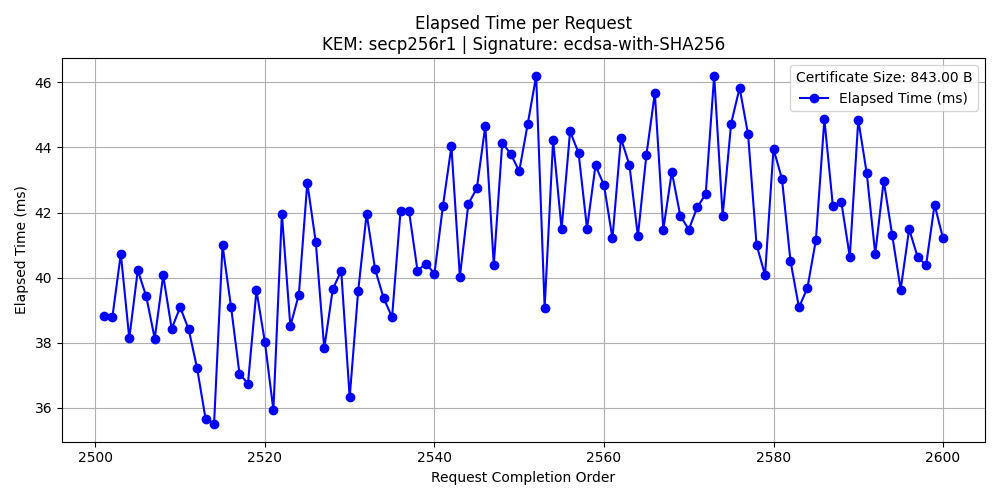 Elapsed Time per Request
KEM: secp256r1 | Signature: ecdsa-with-SHA256
Certificate Size: 843.00 B
Elapsed Time (ms)
46
44
42
40
38
36
Elapsed Time (ms)
2500
2520
2540
2560
2580
2600
Request Completion Order